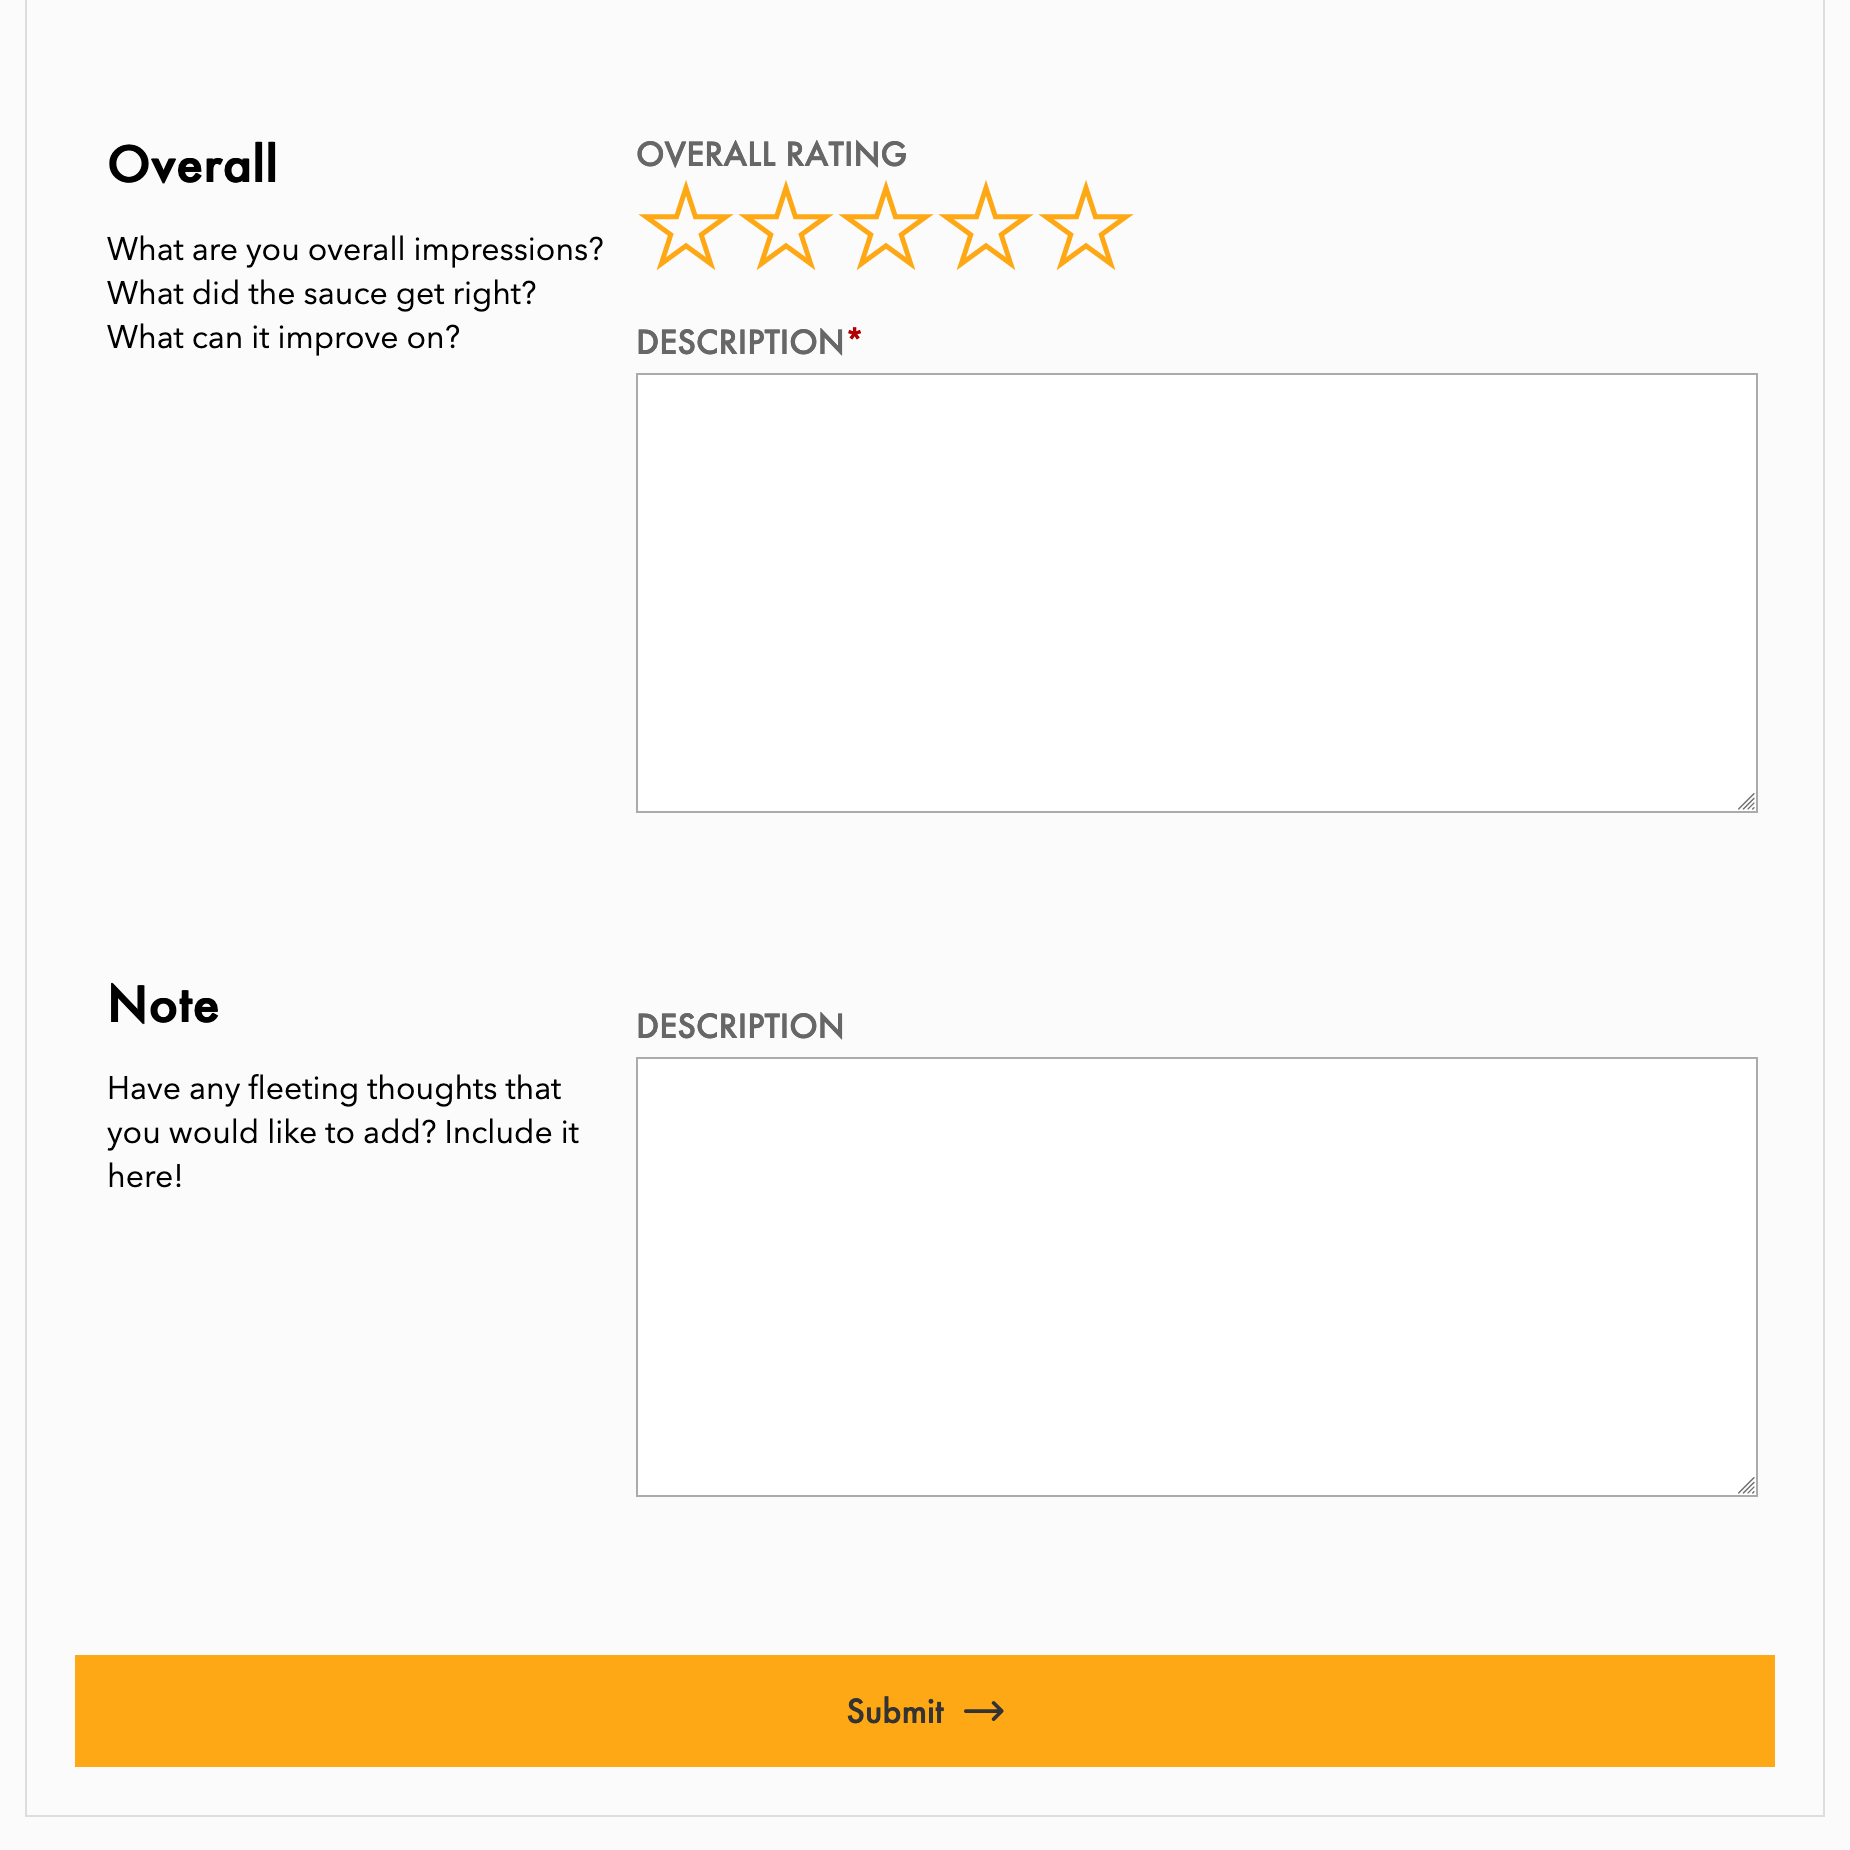 Overall
What are you overall impressions?
What did the sauce get right?
What can it improve on?
OVERALL RATING
DESCRIPTION*
Note
Have any fleeting thoughts that
you would like to add? Include it
here!
DESCRIPTION
Submit →